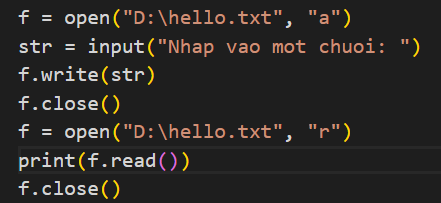 f = open("D:\hello.txt", "a")
str = input("Nhap vao mot chuoi: ")
f.write(str)
f.close()
f = open("D:\hello.txt", "r")
print(f.read())
f.close()